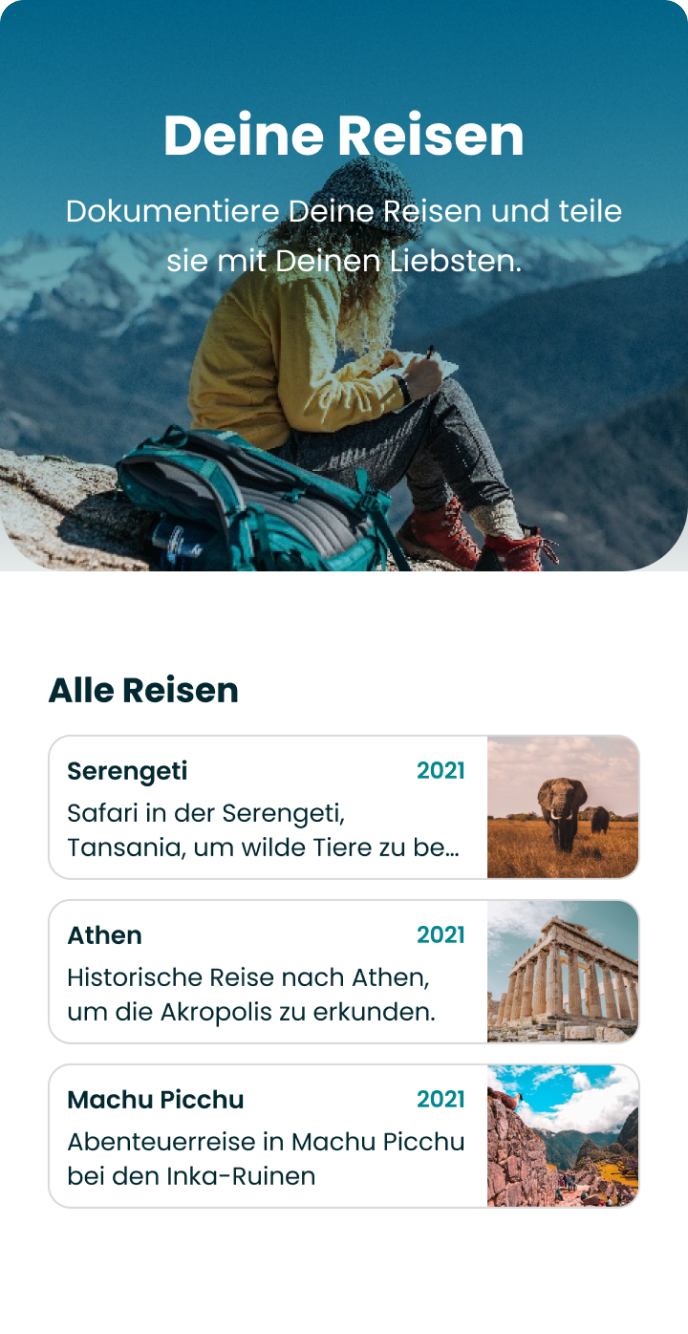 Deine Reisen
Dokumentiere Deine Reisen und teile
sie mit Deinen Liebsten.
Alle Reisen
Serengeti 2021
Safari in der Serengeti,
Tansania, um wilde Tiere zu be...
Athen 2021
Historische Reise nach Athen,
um die Akropolis zu erkunden.
Machu Picchu 2021
Abenteuerreise in Machu Picchu
bei den Inka-Ruinen